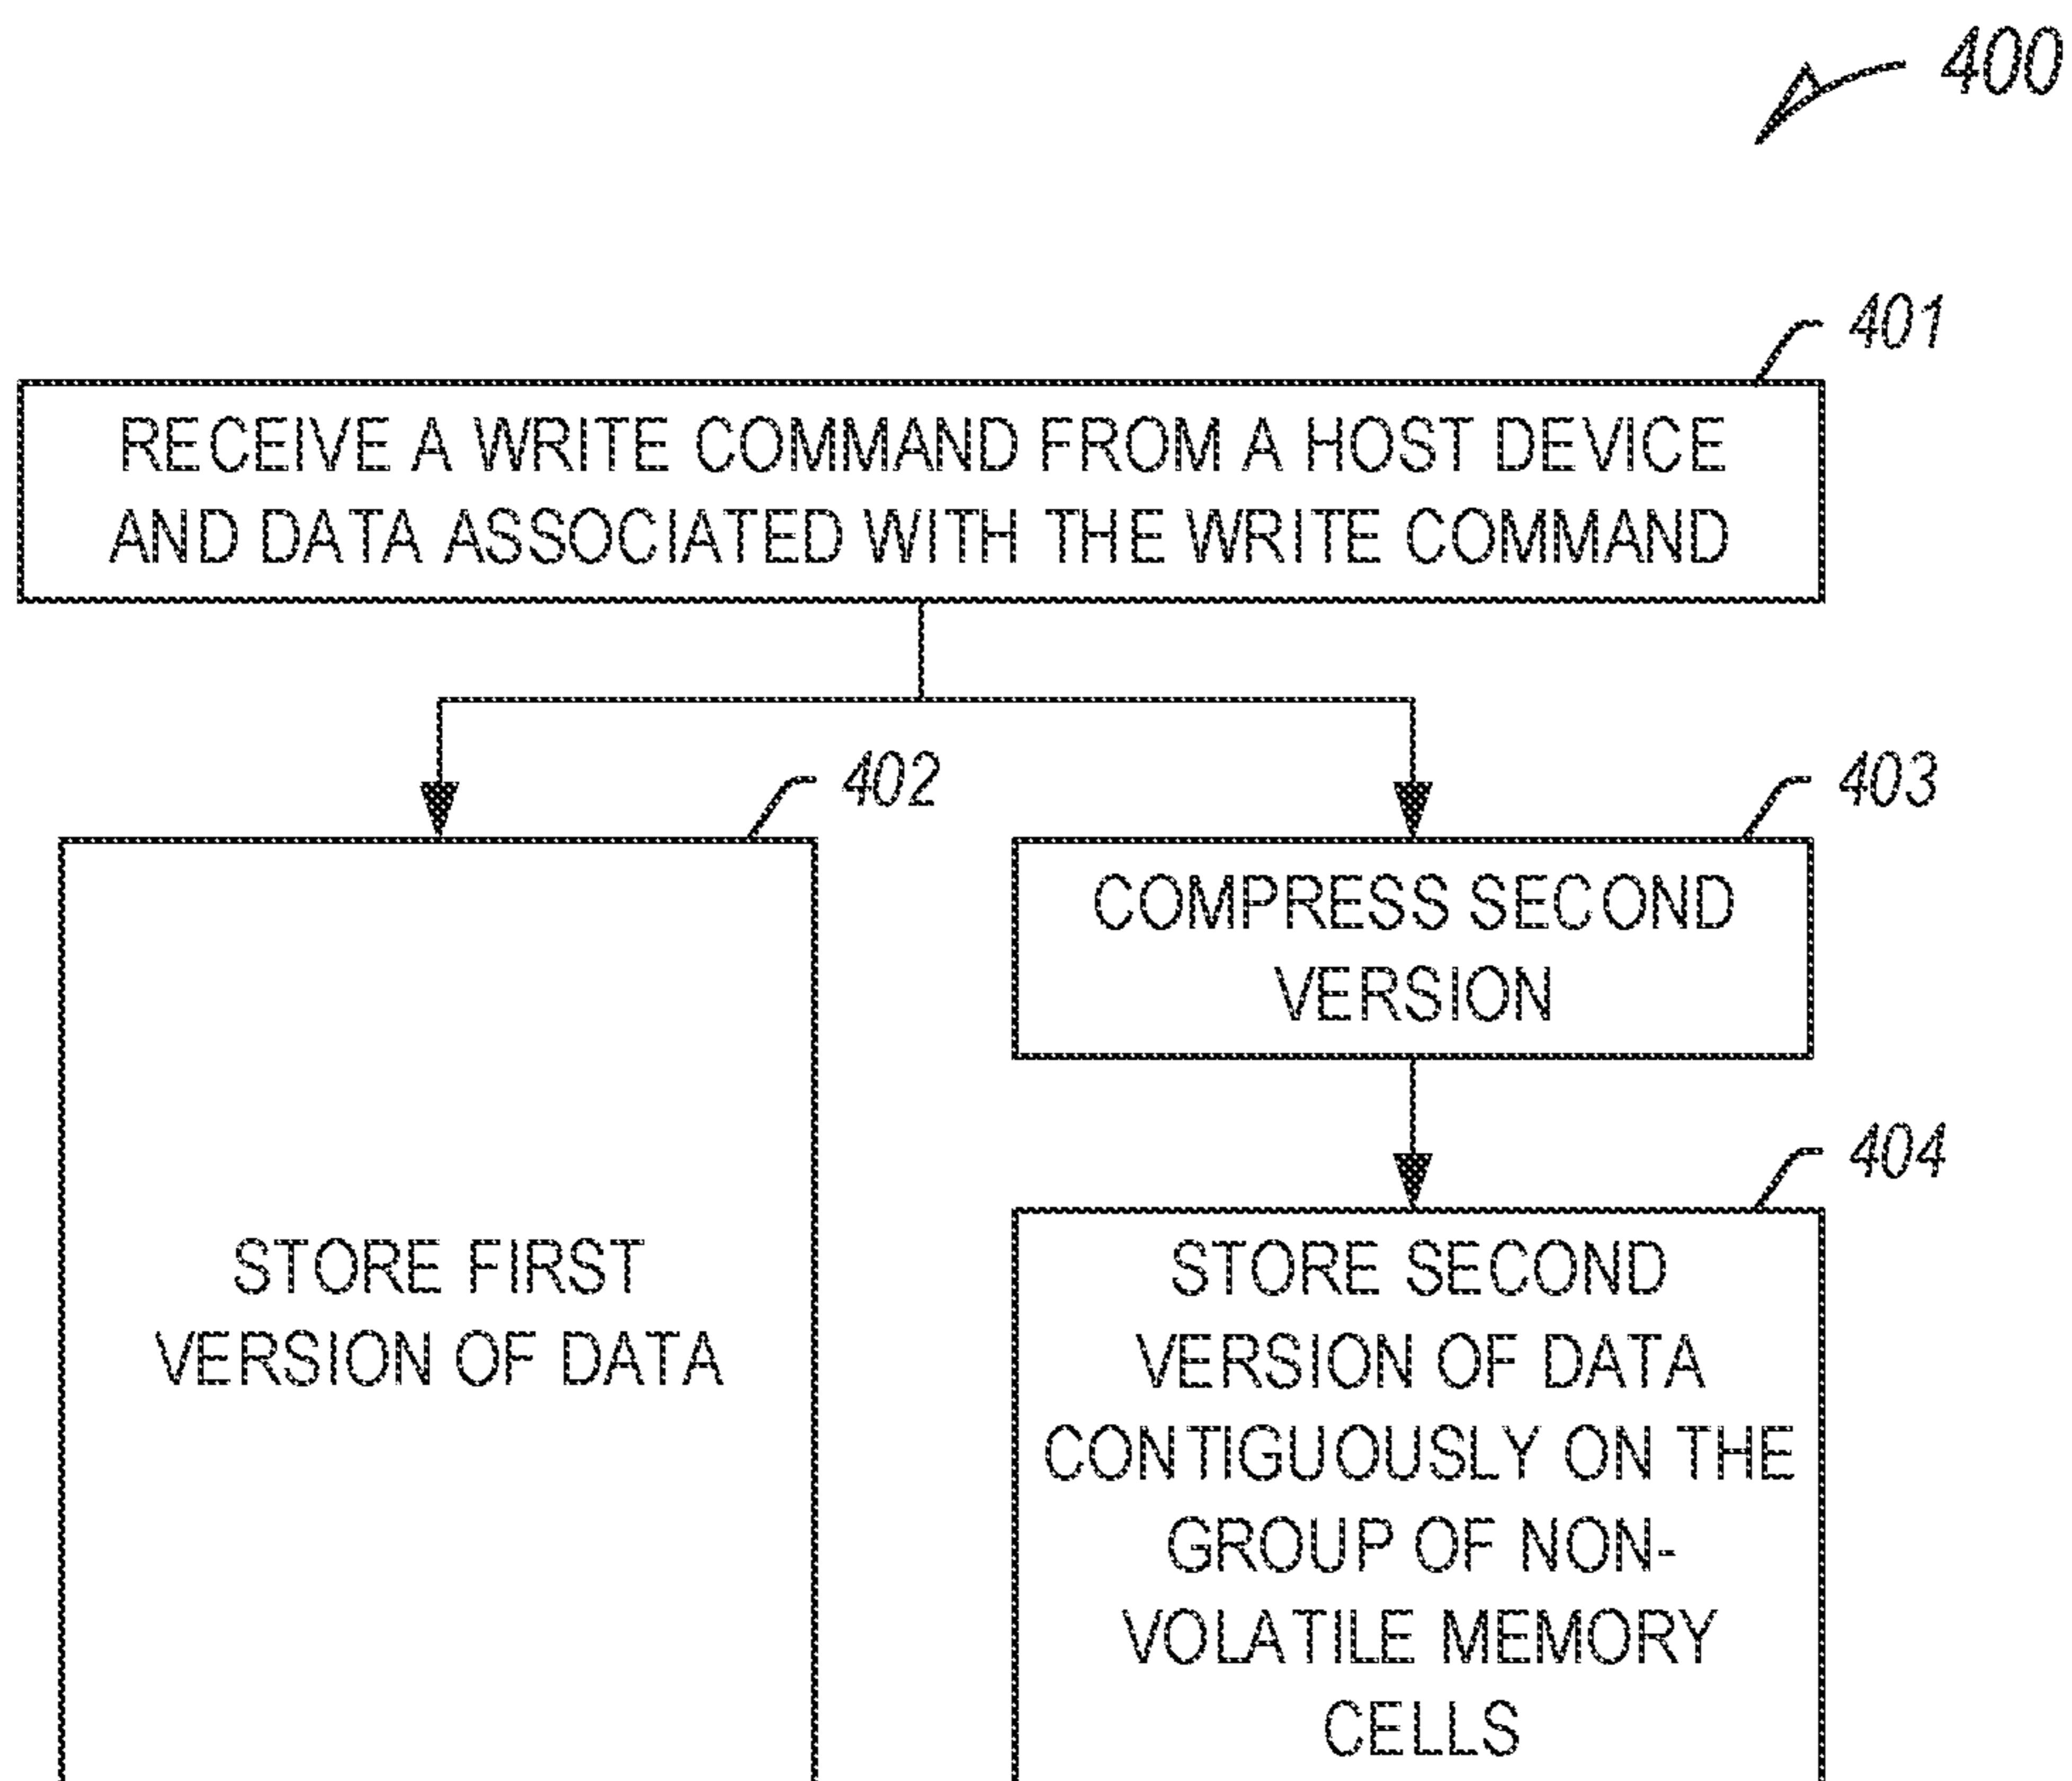 400
401
RECEIVE A WRITE COMMAND FROM A HOST DEVICE
AND DATA ASSOCIATED WITH THE WRITE COMMAND
402
STORE FIRST
VERSION OF DATA
403
COMPRESS SECOND
VERSION
404
STORE SECOND
VERSION OF DATA
CONTIGUOUSLY ON THE
GROUP OF NON-
VOLATILE MEMORY
CELLS